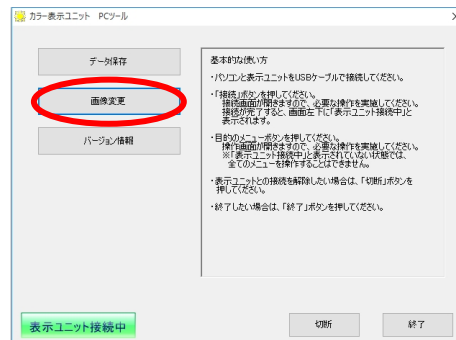 カラー表示ユニット PCツール
データ保存
画像変更
バージョン情報
基本的な使い方
・パソコンと表示ユニットをUSBケーブルで接続してください。
・「接続」ボタンを押してください。
接続画面が開きますので、必要な操作を実施してください。
接続が完了すると、画面左下に「表示ユニット接続中」と
表示されます。
・目的のメニューボタンを押してください。
操作画面が開きますので、必要な操作を実施してください。
※「表示ユニット接続中」と表示されていない状態では、
全てのメニューを操作することはできません。
・表示ユニットとの接続を解除したい場合は、「切断」ボタンを
押してください。
・終了したい場合は、「終了」ボタンを押してください。
表示ユニット接続中
切断
終了